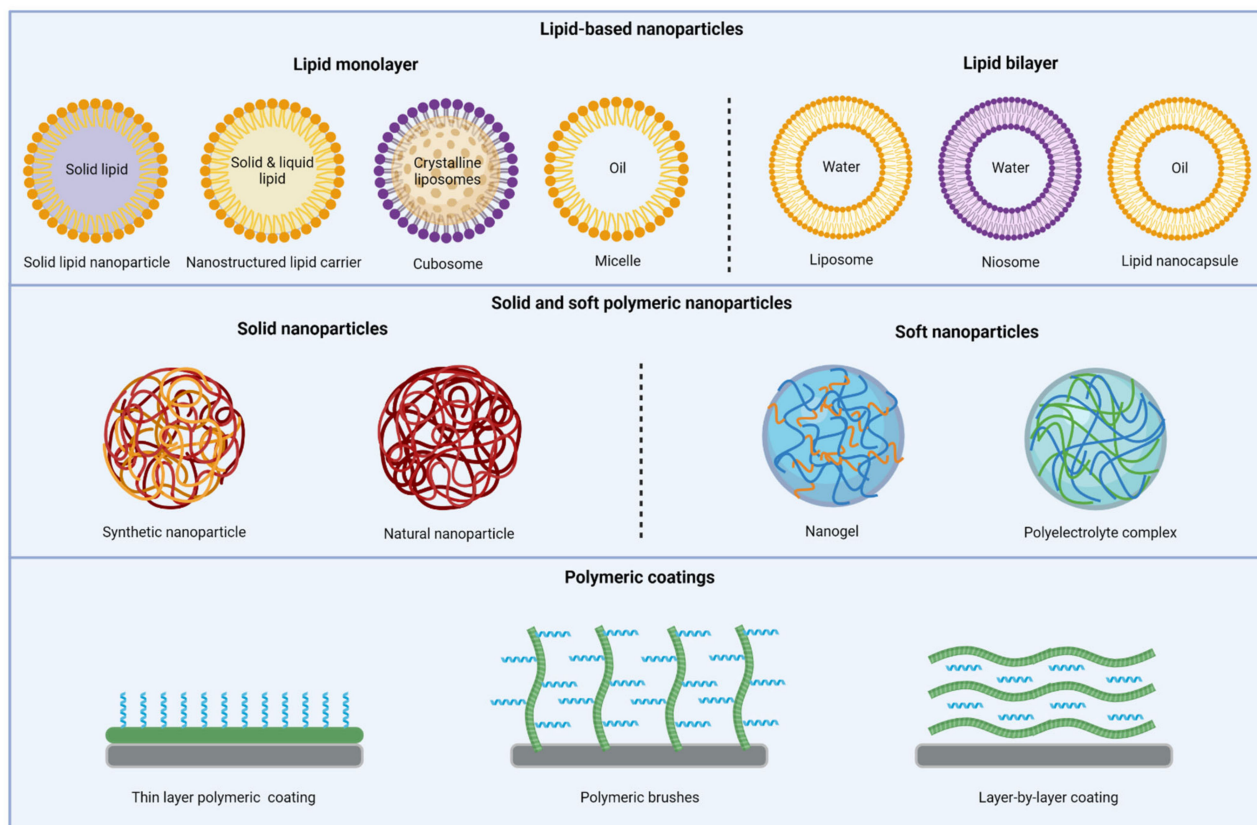 Lipid-based nanoparticles
Lipid monolayer
Lipid bilayer
Solid lipid
Solid & liquid
lipid
Crystalline
liposomes
Oil
Water
Water
Oil
Solid lipid nanoparticle
Nanostructured lipid carrier
Cubosome
Micelle
Liposome
Niosome
Lipid nanocapsule
Solid and soft polymeric nanoparticles
Solid nanoparticles
Soft nanoparticles
Synthetic nanoparticle
Natural nanoparticle
Nanogel
Polyelectrolyte complex
Polymeric coatings
Thin layer polymeric coating
Polymeric brushes
Layer-by-layer coating